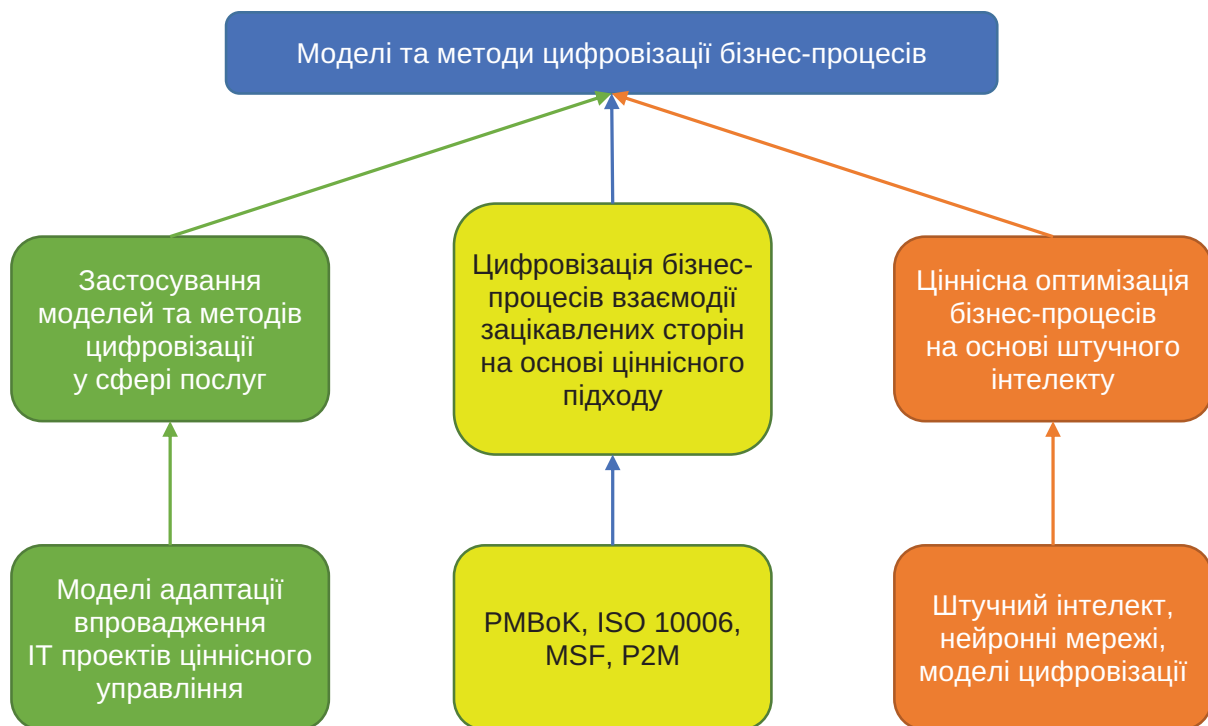 Моделі та методи цифровізації бізнес-процесів
Застосування
моделей та методів
цифровізації
у сфері послуг
Цифровізація бізнес-
процесів взаємодії
зацікавлених сторін
на основі ціннісного
підходу
Ціннісна оптимізація
бізнес-процесів
на основі штучного
інтелекту
Моделі адаптації
впровадження
ІТ проектів ціннісного
управління
PMBoK, ISO 10006,
MSF, P2M
Штучний інтелект,
нейронні мережі,
моделі цифровізації